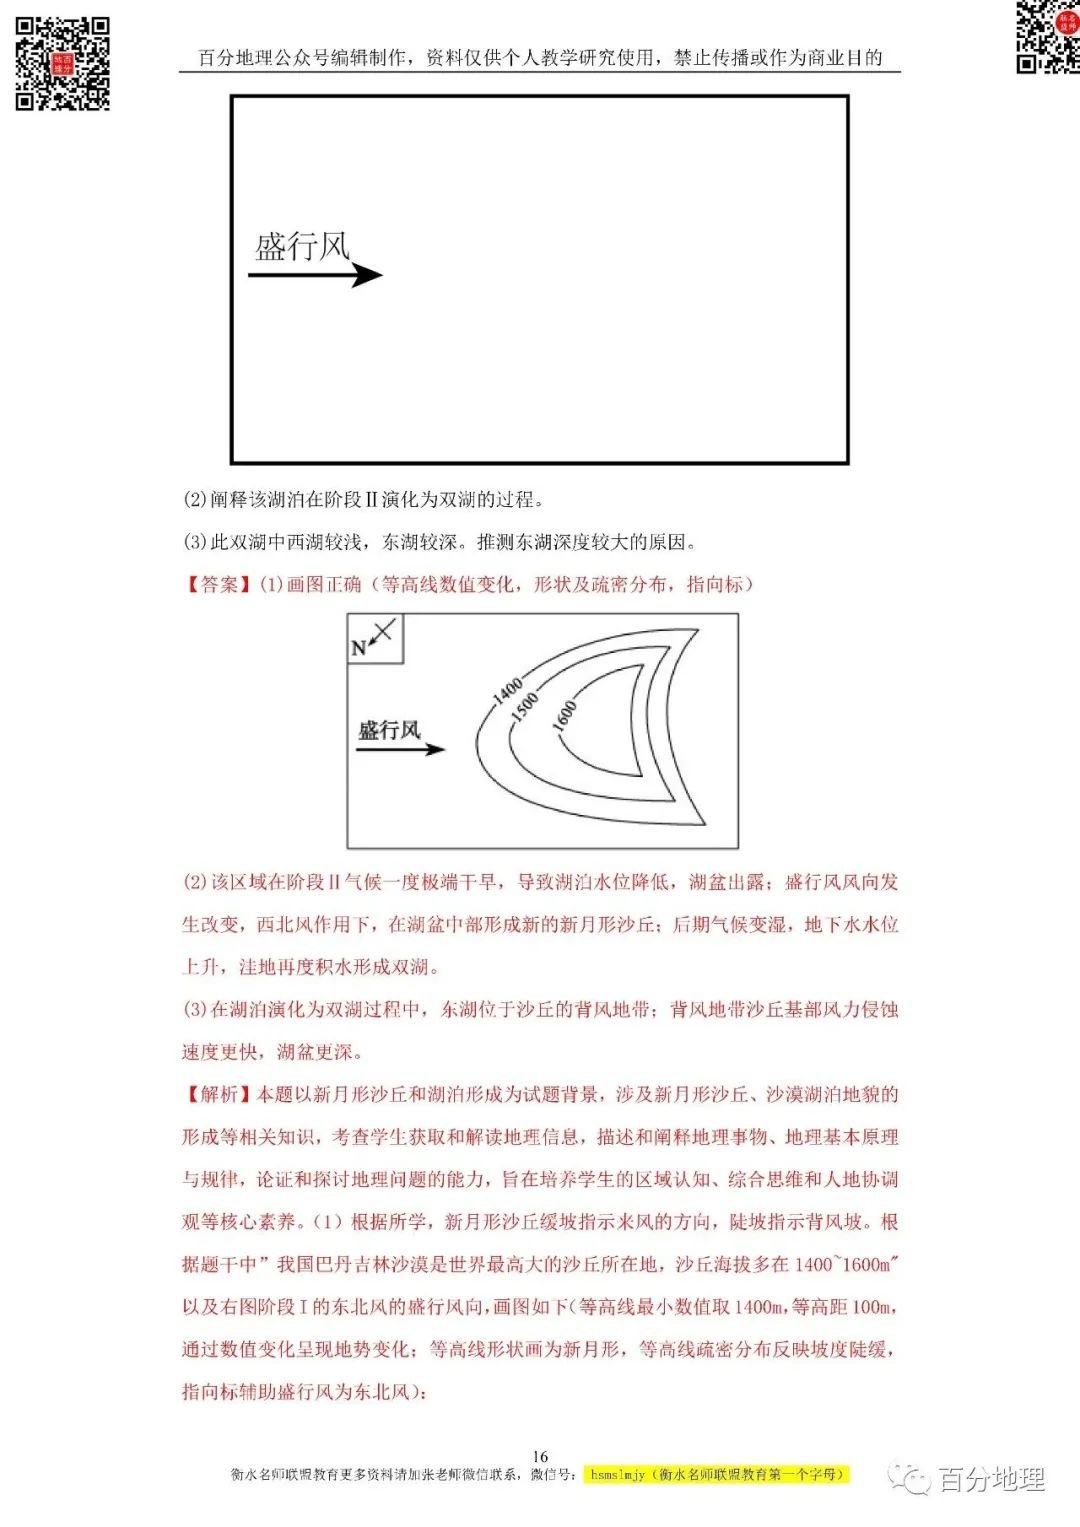 百分地理公众号编辑制作，资料仅供个人教学研究使用，禁止传播或作为商业目的
盛行风
(2)阐释该湖泊在阶段Ⅱ演化为双湖的过程。
(3)此双湖中西湖较浅，东湖较深。推测东湖深度较大的原因。
【答案】(1)画图正确（等高线数值变化，形状及疏密分布，指向标）
N
1400
1500
1600
盛行风
(2)该区域在阶段Ⅱ气候一度极端干旱，导致湖泊水位降低，湖盆出露；盛行风风向发
生改变，西北风作用下，在湖盆中部形成新的新月形沙丘；后期气候变湿，地下水水位
上升，洼地再度积水形成双湖。
(3)在湖泊演化为双湖过程中，东湖位于沙丘的背风地带；背风地带沙丘基部风力侵蚀
速度更快，湖盆更深。
【解析】本题以新月形沙丘和湖泊形成为试题背景，涉及新月形沙丘、沙漠湖泊地貌的
形成等相关知识，考查学生获取和解读地理信息，描述和阐释地理事物、地理基本原理
与规律，论证和探讨地理问题的能力，旨在培养学生的区域认知、综合思维和人地协调
观等核心素养。（1）根据所学，新月形沙丘缓坡指示来风的方向，陡坡指示背风坡。根
据题干中”我国巴丹吉林沙漠是世界最高大的沙丘所在地，沙丘海拔多在1400~1600m"
以及右图阶段Ⅰ的东北风的盛行风向，画图如下（等高线最小数值取1400m，等高距100m，
通过数值变化呈现地势变化；等高线形状画为新月形，等高线疏密分布反映坡度陡缓，
指向标辅助盛行风为东北风）：
16
衡水名师联盟教育更多资料请加张老师微信联系，微信号： hsmslmjy（衡水名师联盟教育第一个字母）
百分地理